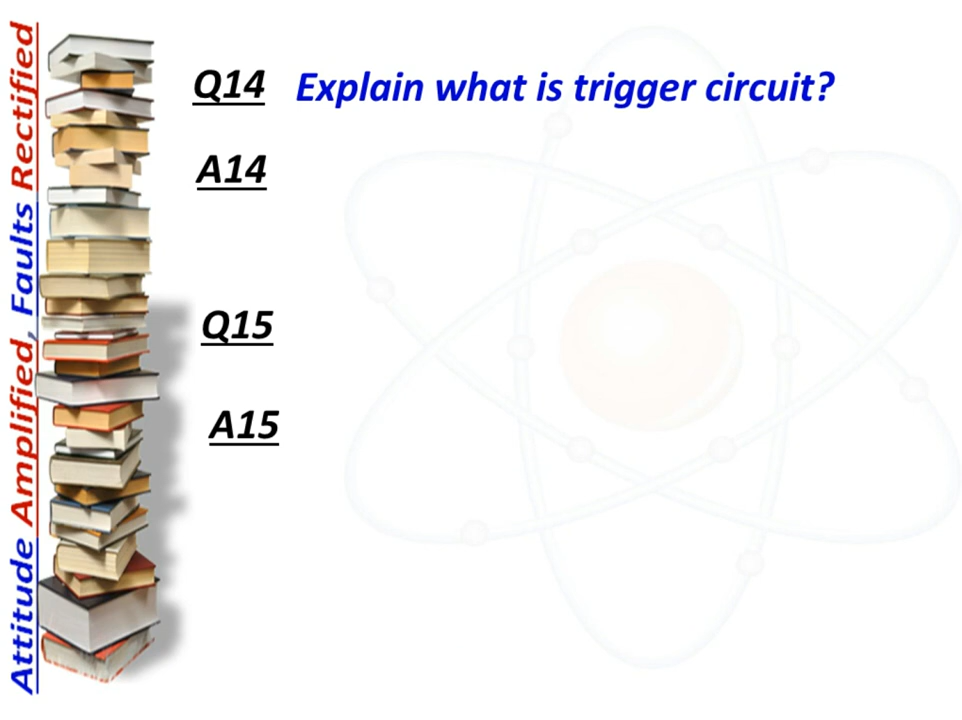 Attitude Amplified, Faults Rectified
Q14 Explain what is trigger circuit?
A14
Q15
A15